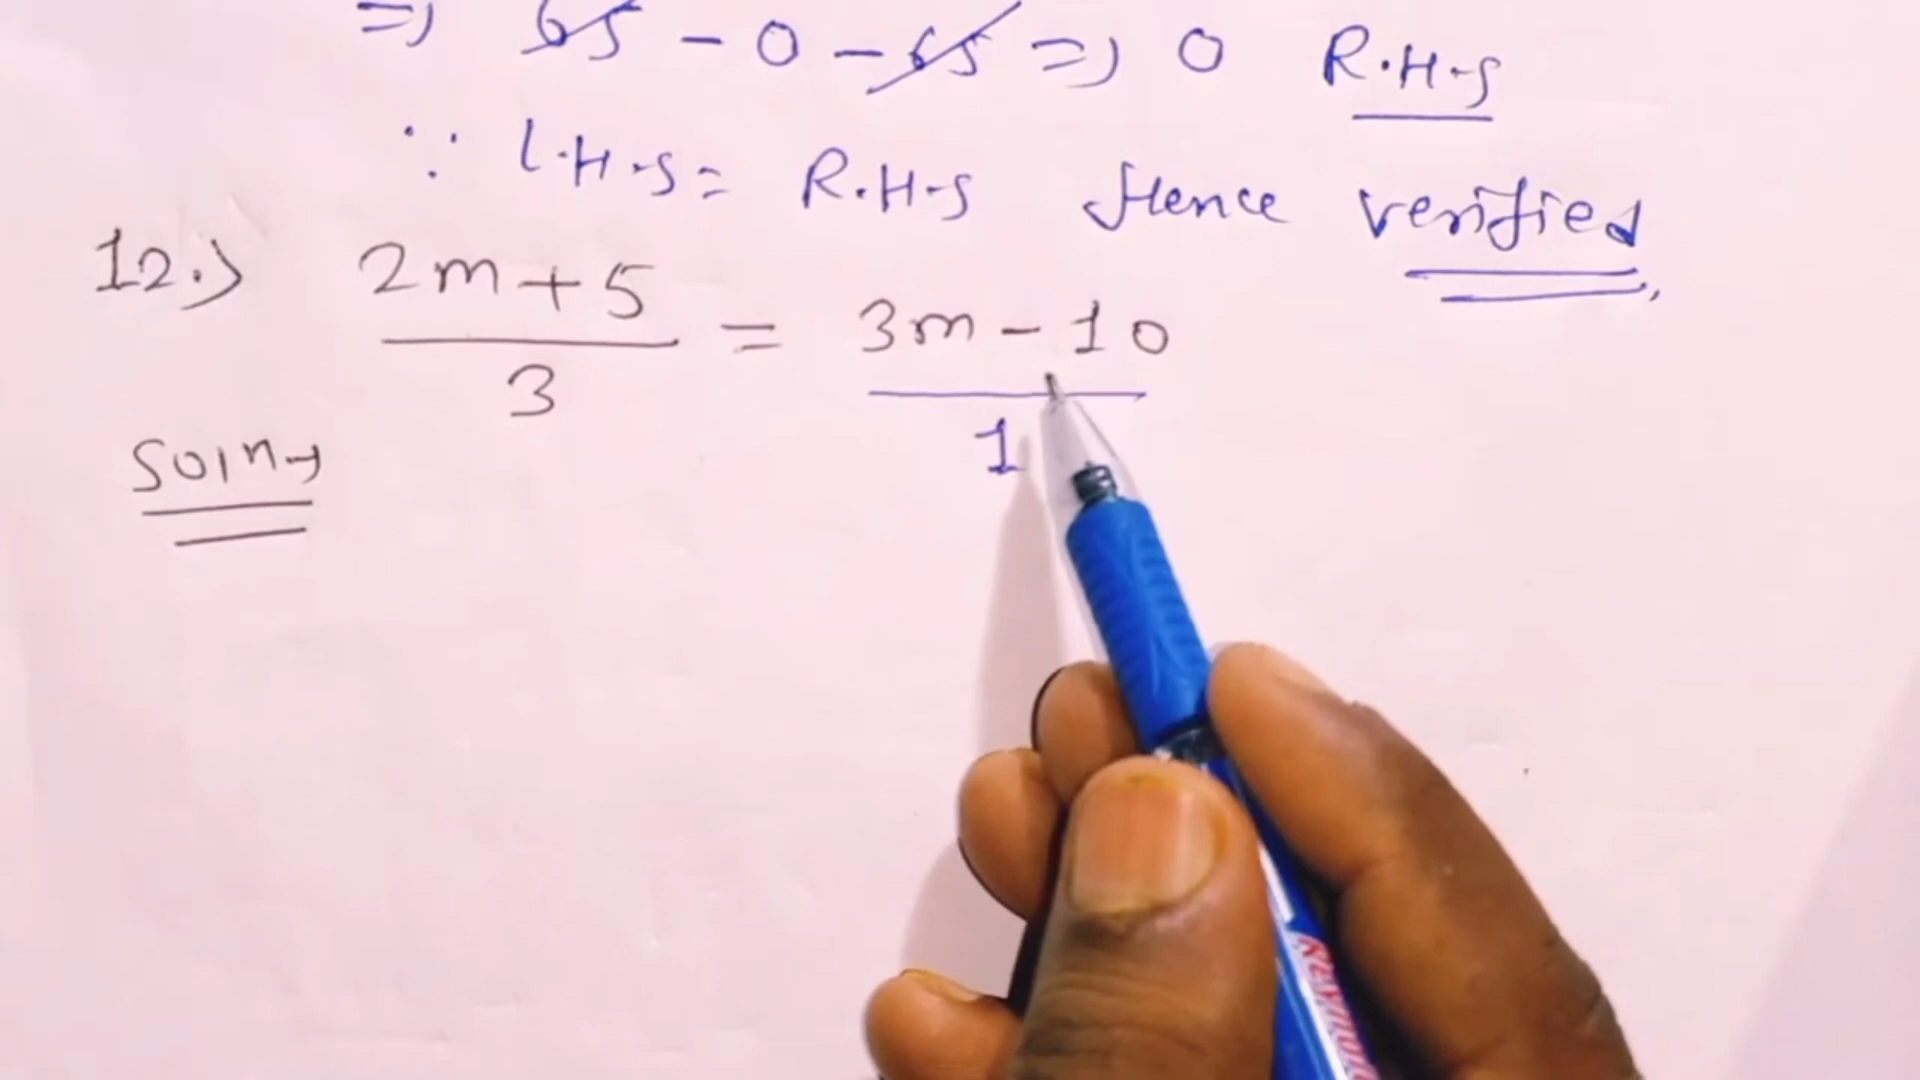 => 65 - 0 - 65 => 0 R.H.S
∵ L.H.S = R.H.S Hence verified
12.) 2m+5/3 = 3m-10/1
Soln→